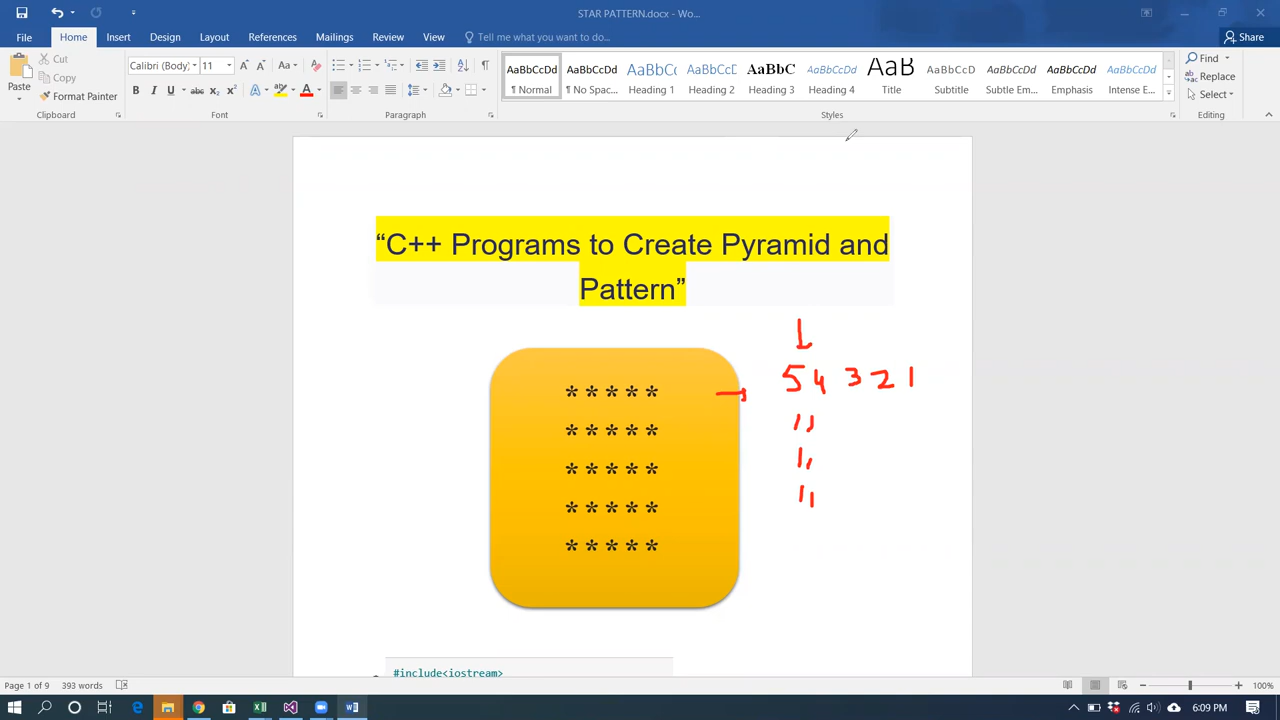 STAR PATTERN.docx - Wo...
File Home Insert Design Layout References Mailings Review View Tell me what you want to do... Share
Paste Cut Calibri (Body) 11 Find
Copy Replace
Format Painter Select
AaBbCcDd AaBbCcDd AaBbCc AaBbCcD AaBbC AaBbCcDd AaB AaBbCcD AaBbCcDd AaBbCcDd AaBbCcDd
¶ Normal ¶ No Spac... Heading 1 Heading 2 Heading 3 Heading 4 Title Subtitle Subtle Em... Emphasis Intense E...
Clipboard Font Paragraph Styles Editing
“C++ Programs to Create Pyramid and
Pattern”
* * * * * 5 4 3 2 1
* * * * *
* * * * *
* * * * *
* * * * *
#include<iostream>
Page 1 of 9 393 words 100%
6:09 PM